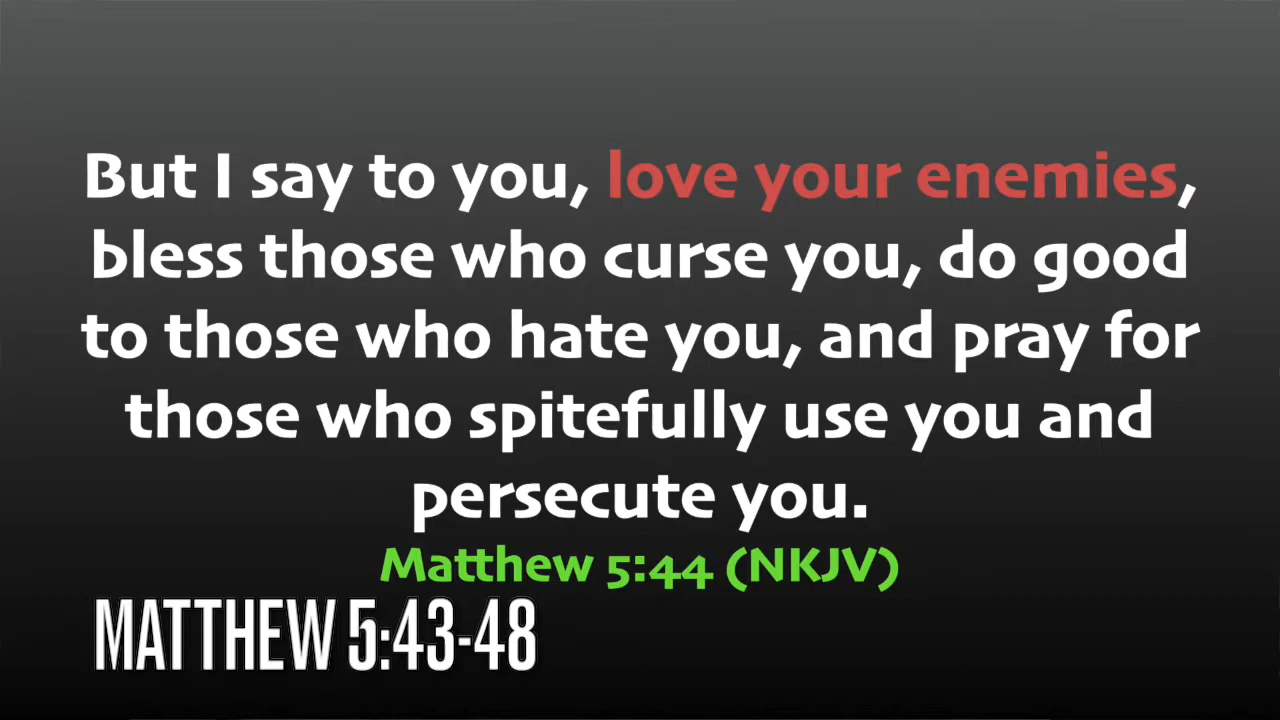 But I say to you, love your enemies,
bless those who curse you, do good
to those who hate you, and pray for
those who spitefully use you and
persecute you.
Matthew 5:44 (NKJV)
MATTHEW 5:43-48